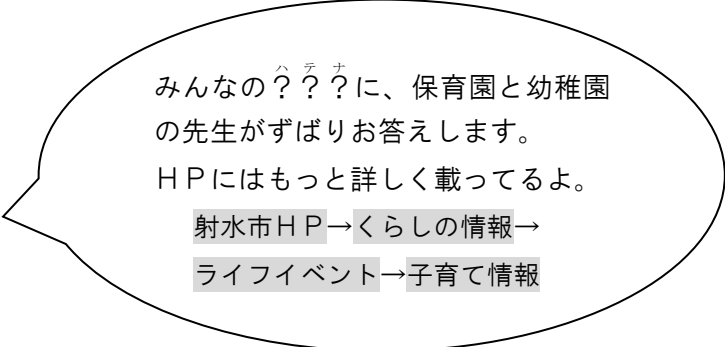 みんなの？？？に、保育園と幼稚園
ハテナ
の先生がずばりお答えします。
ＨＰにはもっと詳しく載ってるよ。
射水市ＨＰ→くらしの情報→
ライフイベント→子育て情報